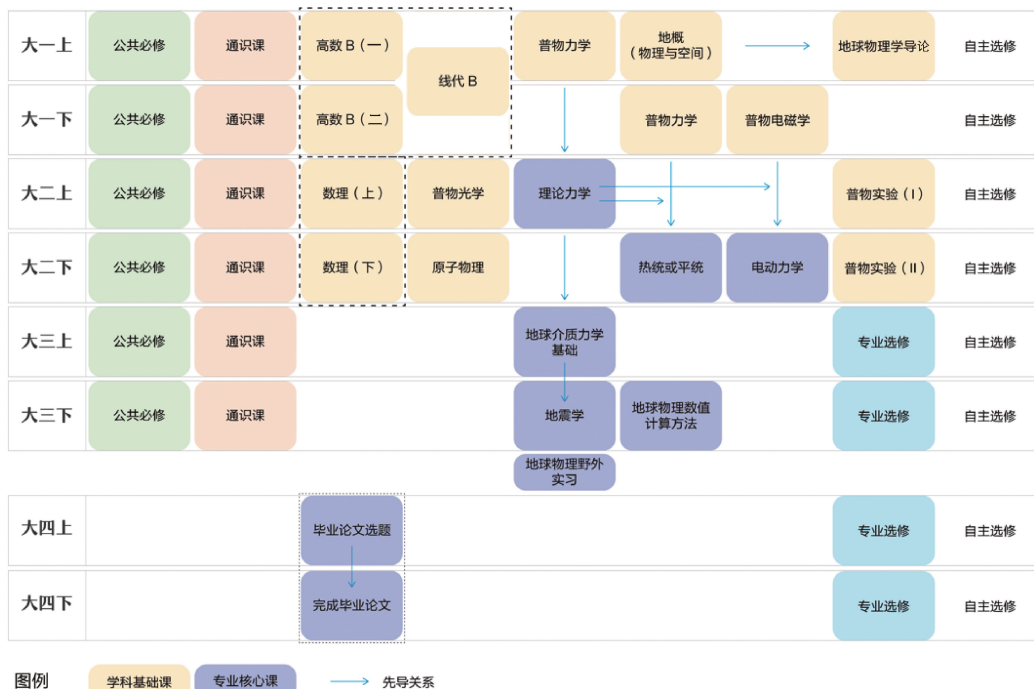 大一上
公共必修
通识课
高数 B（一）
线代 B
普物力学
地概
（物理与空间）
地球物理学导论
自主选修
大一下
公共必修
通识课
高数 B（二）
普物力学
普物电磁学
自主选修
大二上
公共必修
通识课
数理（上）
普物光学
理论力学
普物实验（I）
自主选修
大二下
公共必修
通识课
数理（下）
原子物理
热统或平统
电动力学
普物实验（II）
自主选修
大三上
公共必修
通识课
地球介质力学
基础
专业选修
自主选修
大三下
公共必修
通识课
地震学
地球物理数值
计算方法
专业选修
自主选修
地球物理野外
实习
大四上
毕业论文选题
专业选修
自主选修
大四下
完成毕业论文
专业选修
自主选修
图例
学科基础课
专业核心课
先导关系